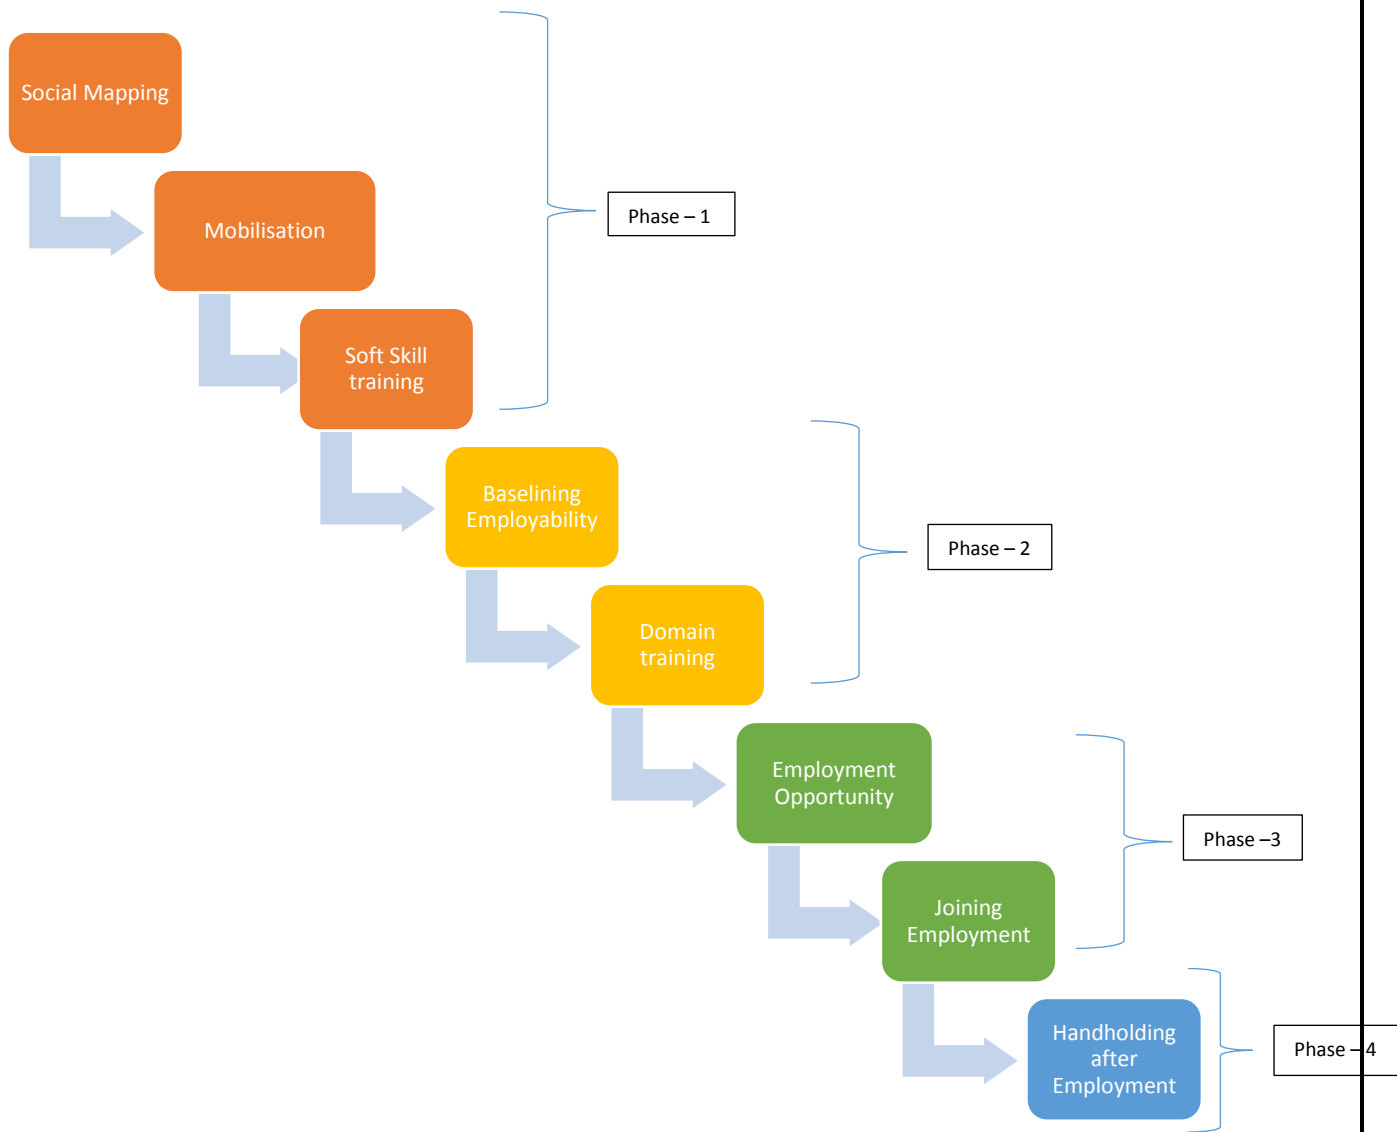 Social Mapping
Mobilisation
Phase – 1
Soft Skill
training
Baselining
Employability
Phase – 2
Domain
training
Employment
Opportunity
Phase –3
Joining
Employment
Handholding
after
Employment
Phase – 4